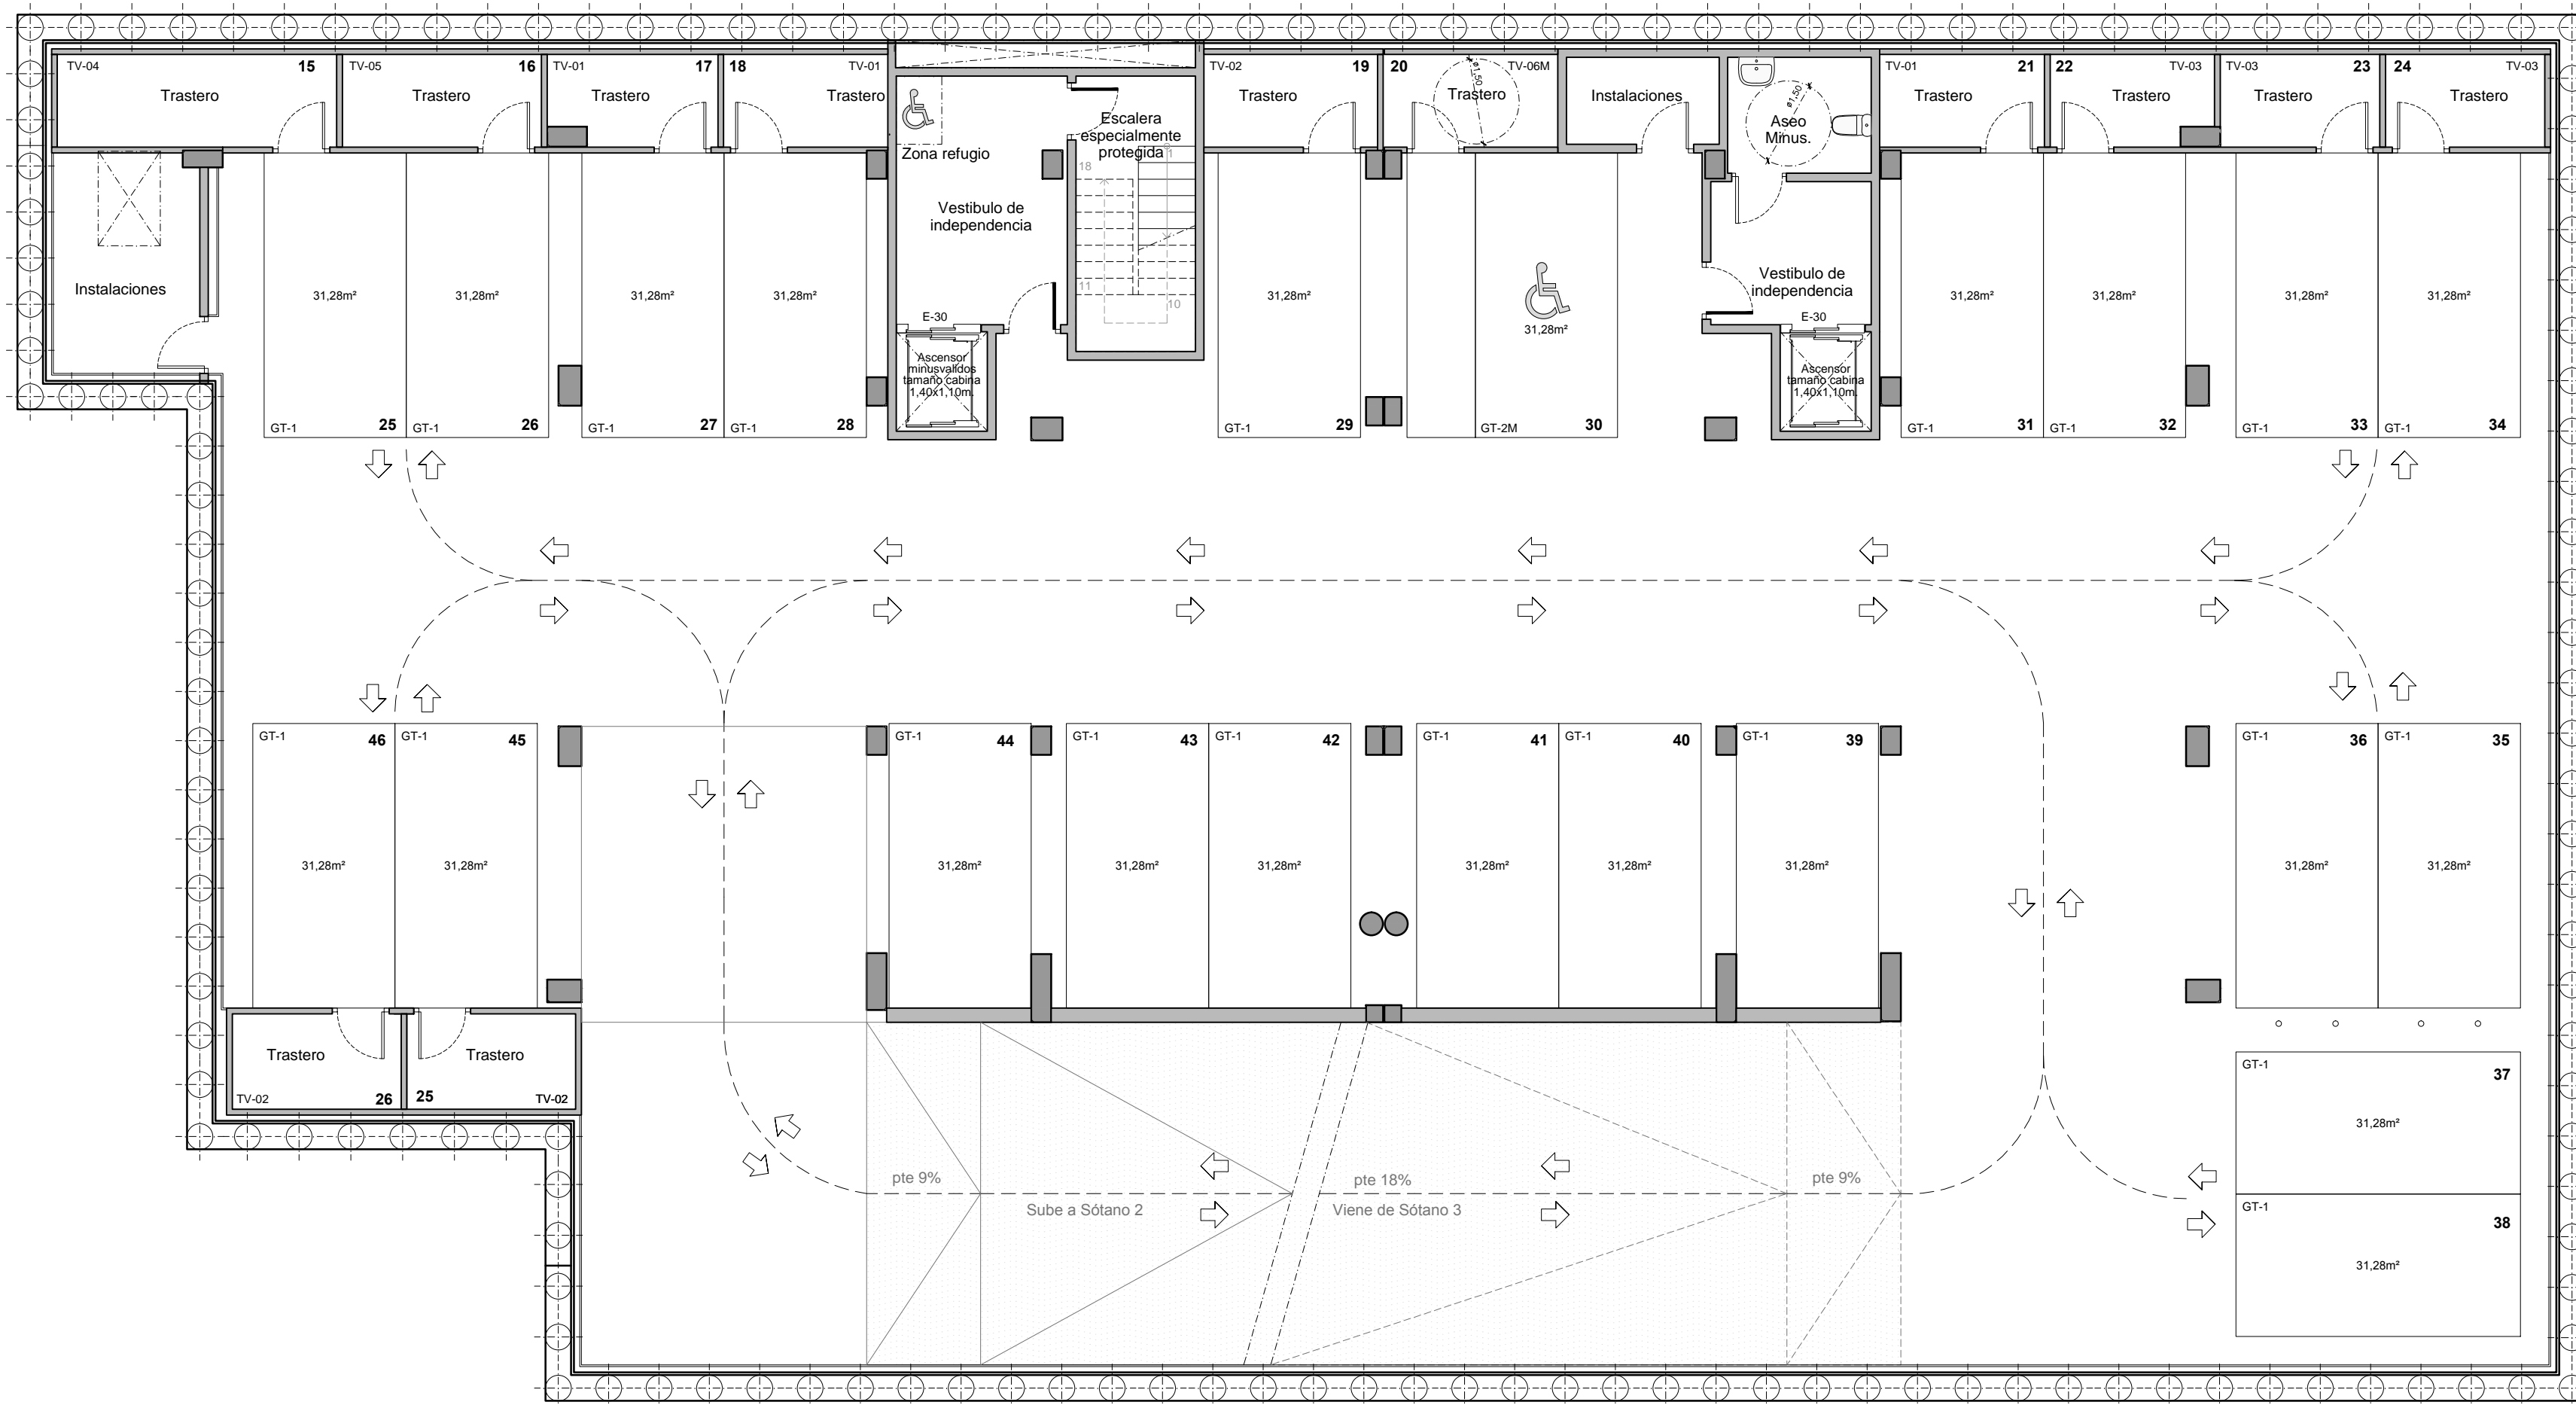 TV-04
15
Trastero
TV-05
16
Trastero
TV-01
17
Trastero
18
TV-01
Trastero
Zona refugio
Escalera
especialmente
protegida
18
1
11
10
Vestibulo de
independencia
E-30
Ascensor
minusvalidos
tamaño cabina
1,40x1,10m.
TV-02
19
Trastero
20
TV-06M
Trastero
ø1,50
Instalaciones
ø1,50
Aseo
Minus.
Vestibulo de
independencia
E-30
Ascensor
tamaño cabina
1,40x1,10m.
TV-01
21
Trastero
22
TV-03
Trastero
TV-03
23
Trastero
24
TV-03
Trastero
Instalaciones
31,28m²
GT-1
25
31,28m²
GT-1
26
31,28m²
GT-1
27
31,28m²
GT-1
28
31,28m²
GT-1
29
31,28m²
GT-2M
30
31,28m²
GT-1
31
31,28m²
GT-1
32
31,28m²
GT-1
33
31,28m²
GT-1
34
GT-1
46
31,28m²
GT-1
45
31,28m²
GT-1
44
31,28m²
GT-1
43
31,28m²
GT-1
42
31,28m²
GT-1
41
31,28m²
GT-1
40
31,28m²
GT-1
39
31,28m²
GT-1
36
31,28m²
GT-1
35
31,28m²
Trastero
TV-02
26
Trastero
25
TV-02
GT-1
37
31,28m²
GT-1
38
31,28m²
pte 9%
Sube a Sótano 2
pte 18%
Viene de Sótano 3
pte 9%